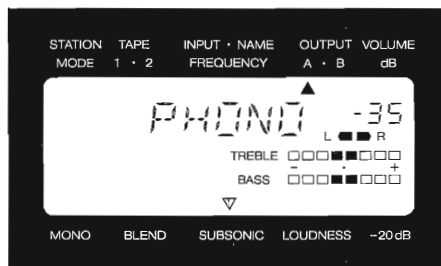 STATION TAPE INPUT · NAME OUTPUT VOLUME
MODE 1 · 2 FREQUENCY A · B dB
PHONO -35
L R
TREBLE
- · +
BASS
MONO BLEND SUBSONIC LOUDNESS -20dB